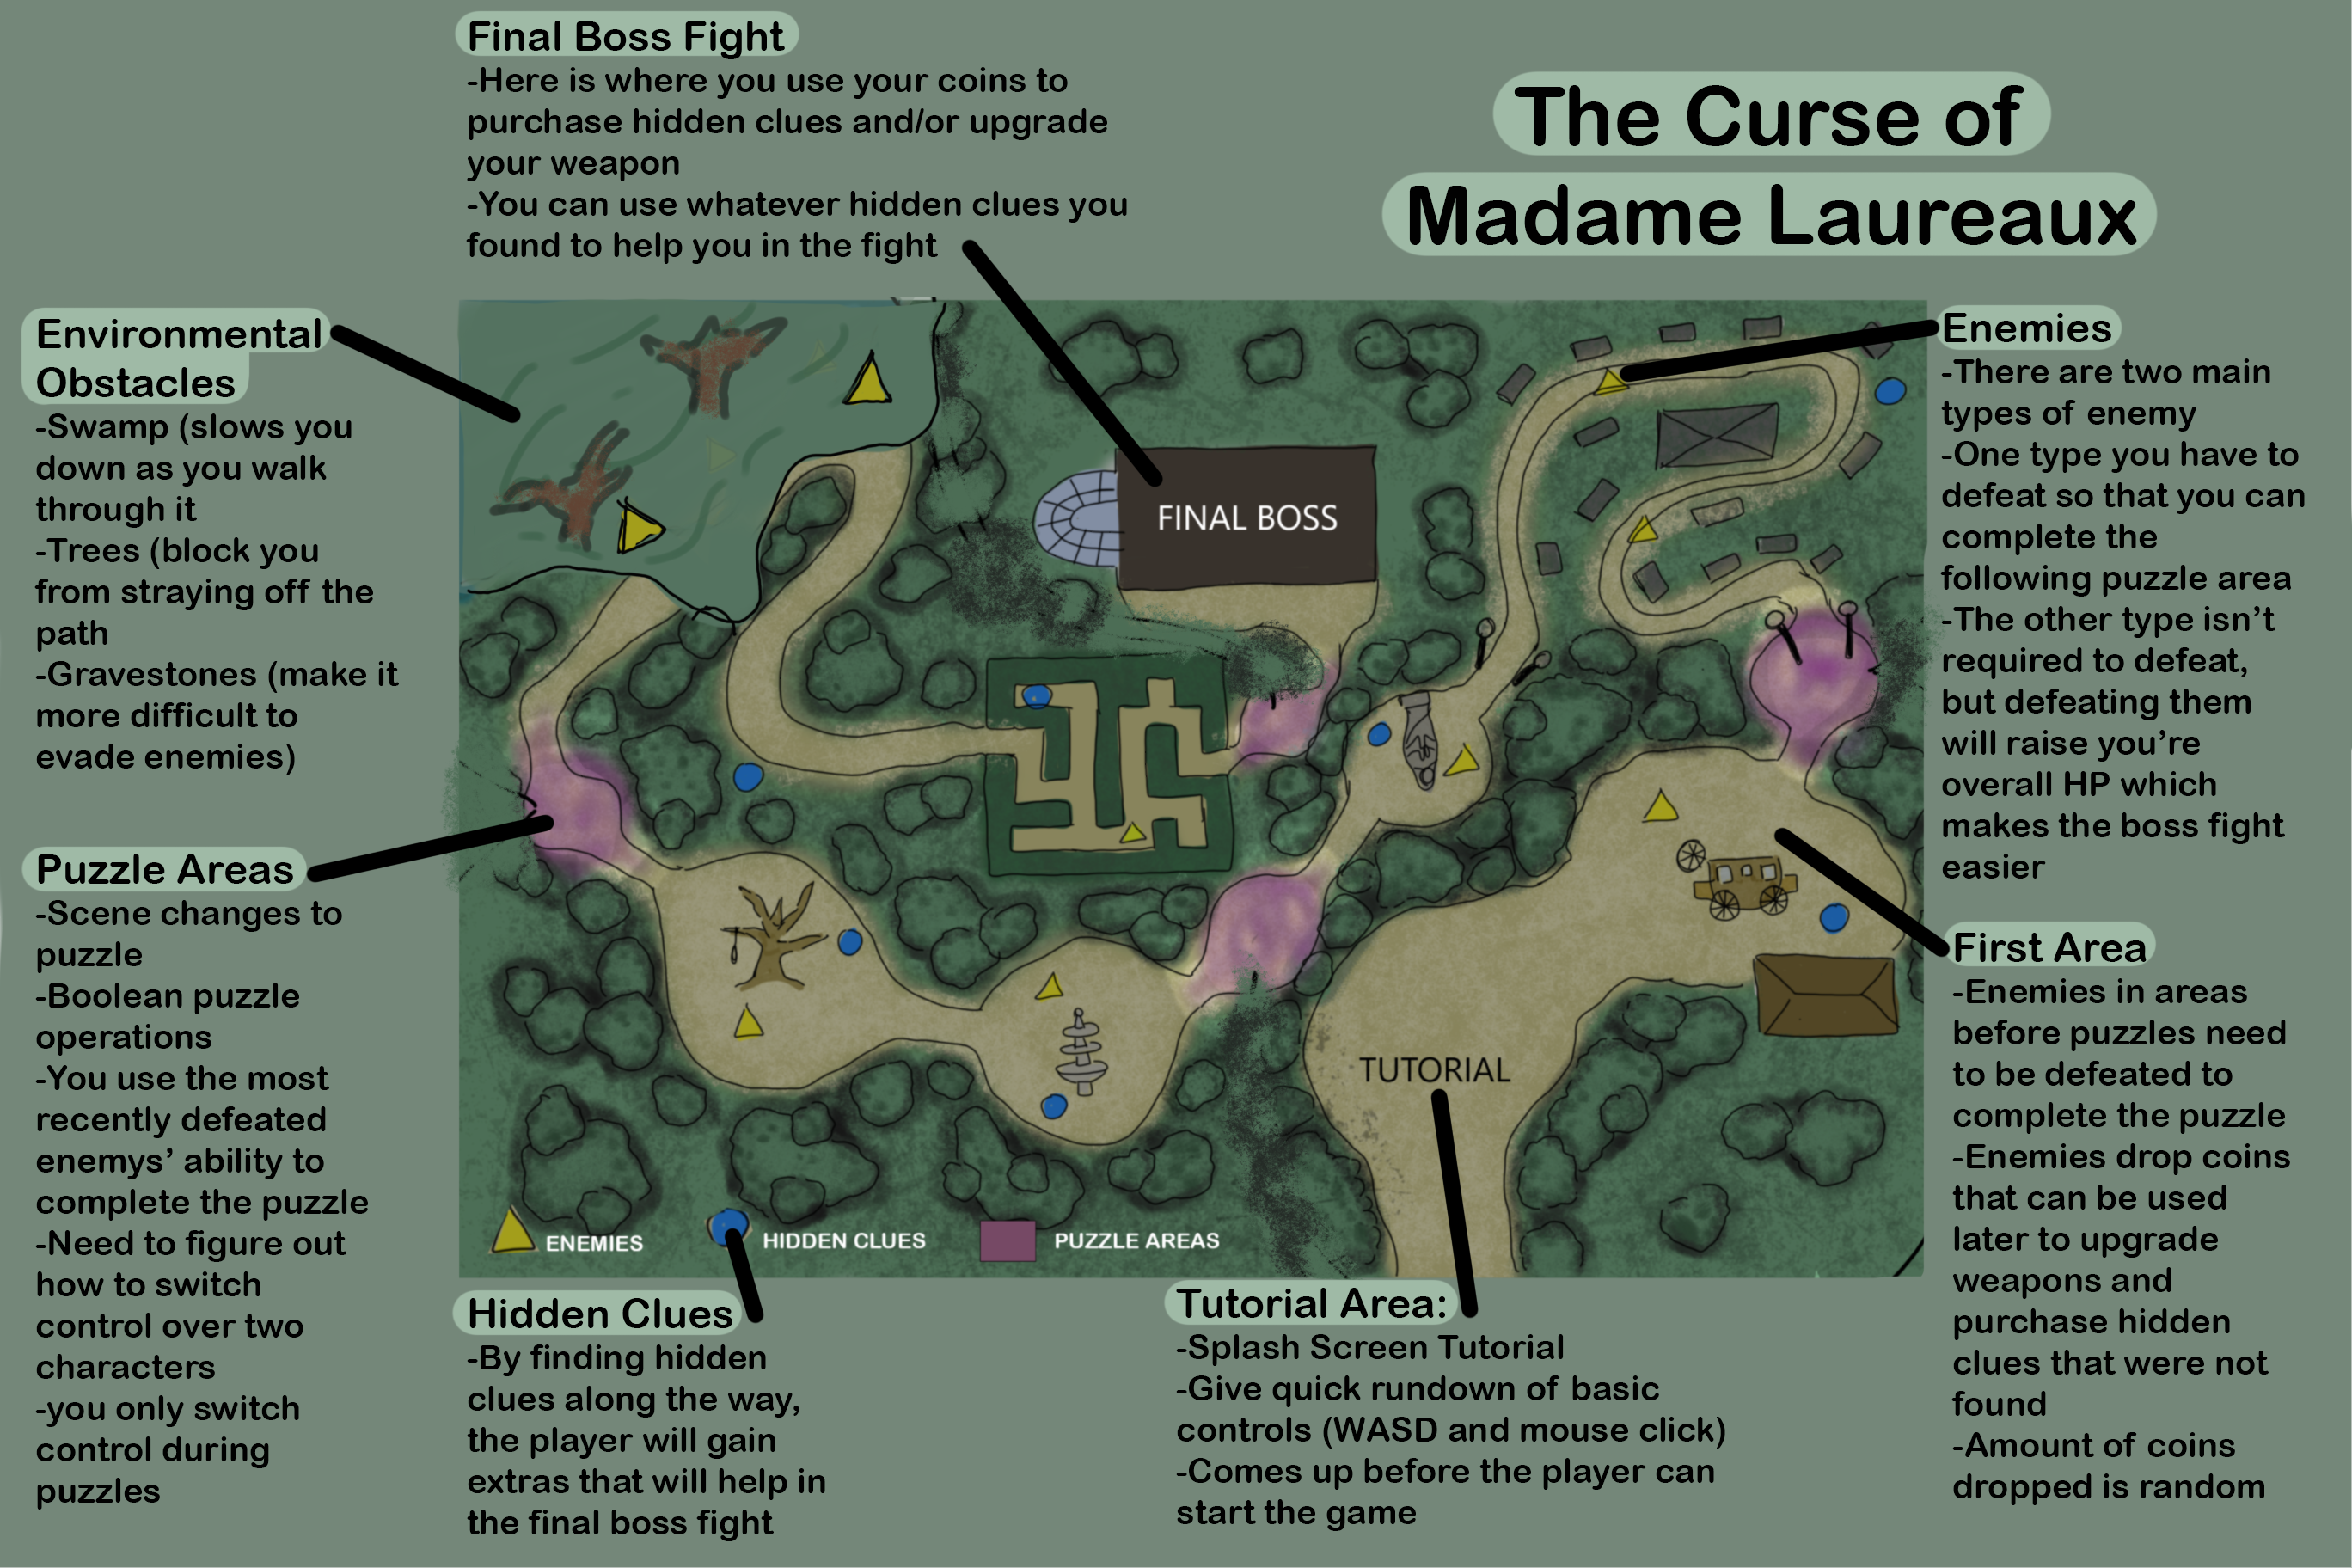 Final Boss Fight
-Here is where you use your coins to
purchase hidden clues and/or upgrade
your weapon
-You can use whatever hidden clues you
found to help you in the fight
The Curse of
Madame Laureaux
Environmental
Obstacles
-Swamp (slows you
down as you walk
through it
-Trees (block you
from straying off the
path
-Gravestones (make it
more difficult to
evade enemies)
Puzzle Areas
-Scene changes to
puzzle
-Boolean puzzle
operations
-You use the most
recently defeated
enemys’ ability to
complete the puzzle
-Need to figure out
how to switch
control over two
characters
-you only switch
control during
puzzles
FINAL BOSS
TUTORIAL
ENEMIES
HIDDEN CLUES
PUZZLE AREAS
Enemies
-There are two main
types of enemy
-One type you have to
defeat so that you can
complete the
following puzzle area
-The other type isn’t
required to defeat,
but defeating them
will raise you’re
overall HP which
makes the boss fight
easier
First Area
-Enemies in areas
before puzzles need
to be defeated to
complete the puzzle
-Enemies drop coins
that can be used
later to upgrade
weapons and
purchase hidden
clues that were not
found
-Amount of coins
dropped is random
Hidden Clues
-By finding hidden
clues along the way,
the player will gain
extras that will help in
the final boss fight
Tutorial Area:
-Splash Screen Tutorial
-Give quick rundown of basic
controls (WASD and mouse click)
-Comes up before the player can
start the game